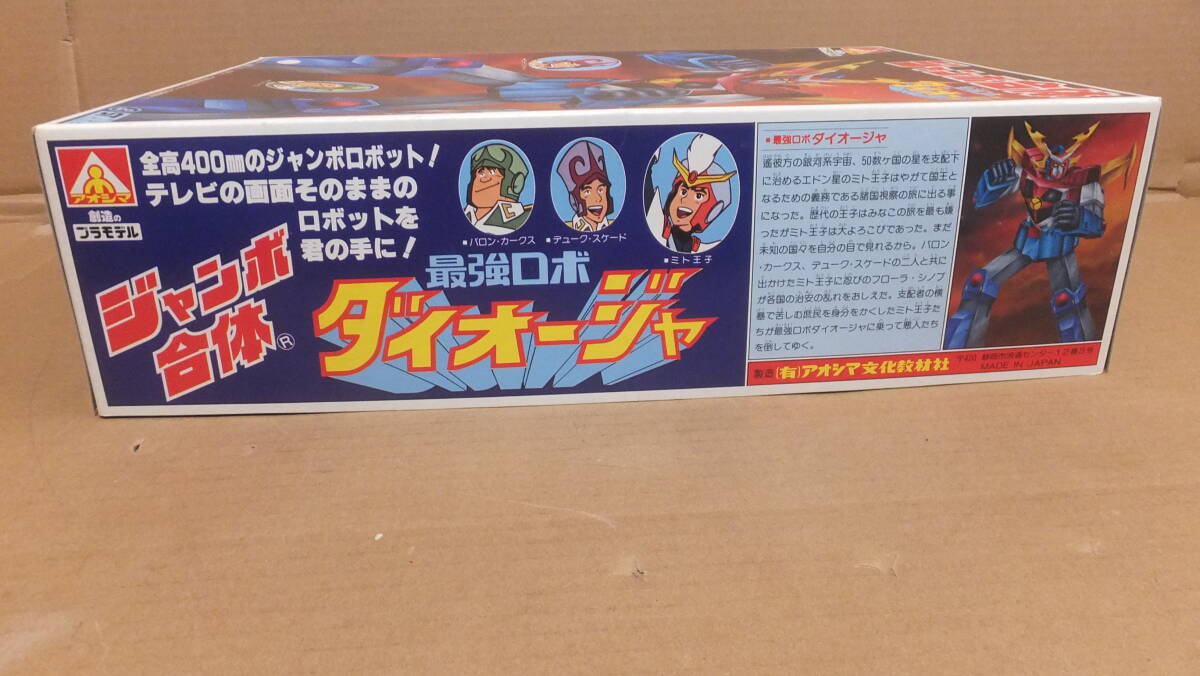 アオシマ
創造の
プラモデル
全高400㎜のジャンボロボット!
テレビの画面そのままの
ロボットを
君の手に!
ジャンボ
合体®
・バロン・カークス
・デューク・スケード
・ミト王子
最強ロボ
ダイオージャ
・最強ロボ ダイオージャ
遙彼方の銀河系宇宙、50数ケ国の星を支配下
に治めるエドン星のミト王子はやがて国王と
なるための義務である諸国視察の旅に出る事
になった。歴代の王子はみなこの旅を最も嫌
ったがミト王子は大よろこびであった。まだ
未知の国々を自分の目で見れるから。バロン
・カークス、デューク・スケードの二人と共に
出かけたミト王子に忍びのフローラ・シノブ
が各国の治安の乱れをおしえた。支配者の横
暴で苦しむ庶民を身分をかくしたミト王子た
ちが最強ロボダイオージャに乗って悪人たち
を倒してゆく。
製造 (有)アオシマ文化教材社
〒420 静岡市流通センター12番3号
MADE IN JAPAN